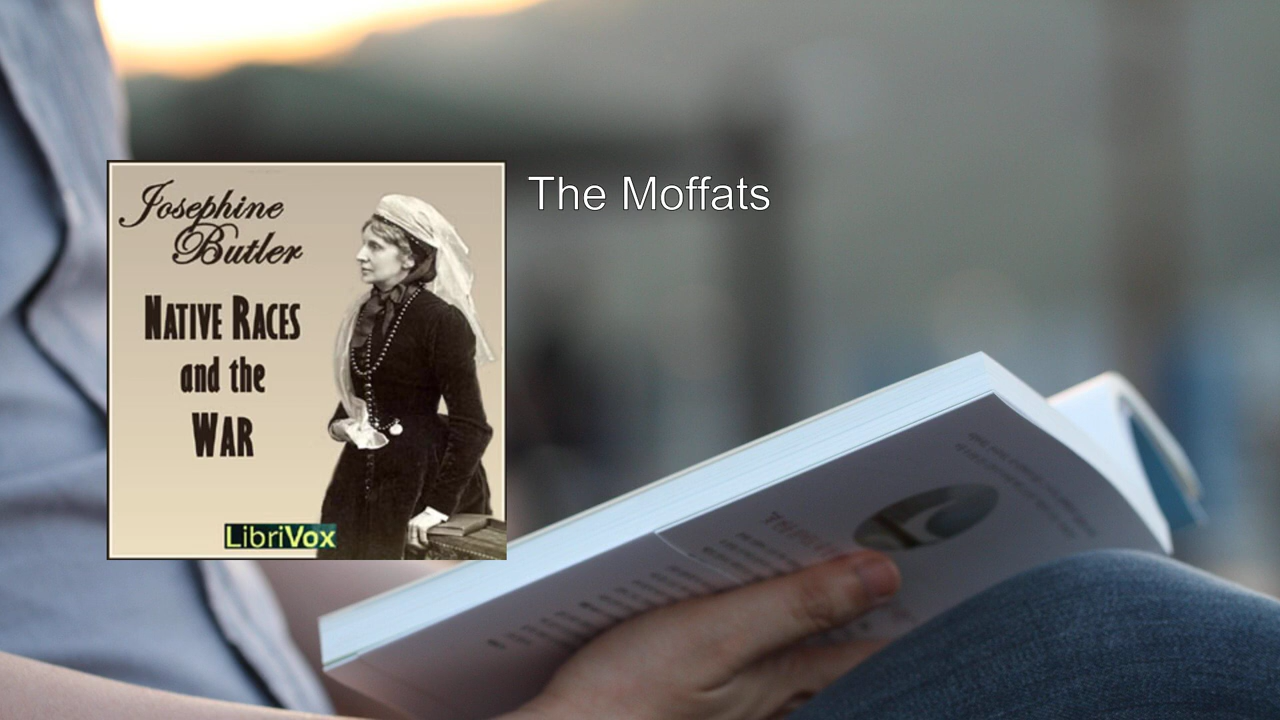 Josephine
Butler
NATIVE RACES
and the
WAR
LibriVox
The Moffats